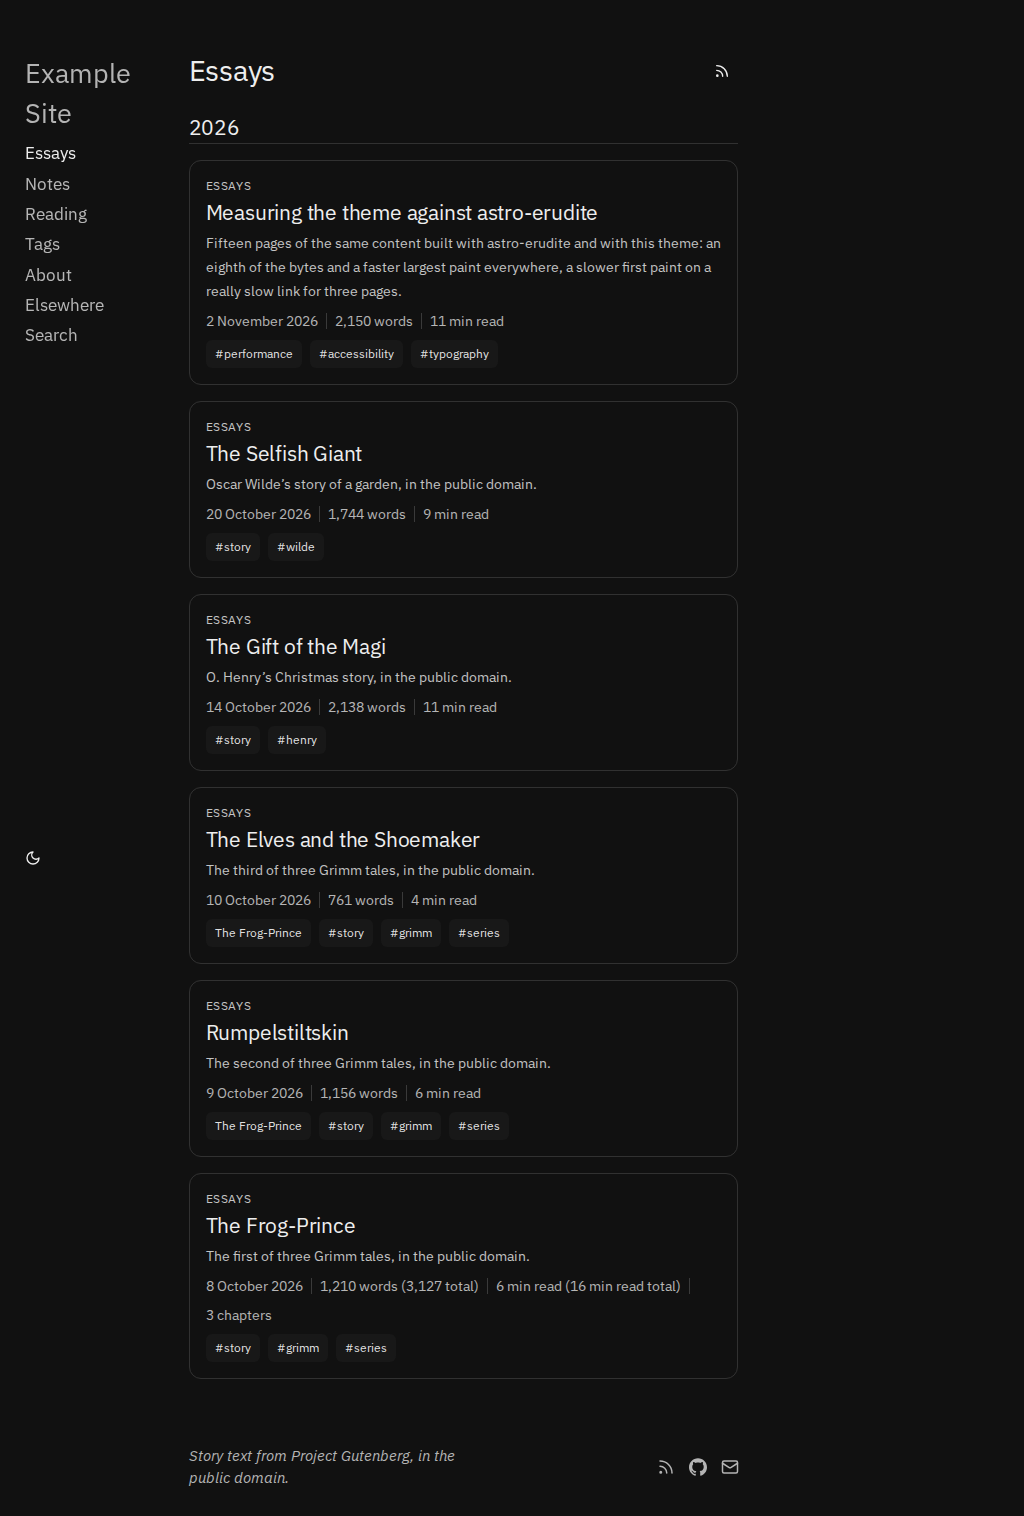 Example
Site
Essays
Notes
Reading
Tags
About
Elsewhere
Search
Essays
2026
ESSAYS
Measuring the theme against astro-erudite
Fifteen pages of the same content built with astro-erudite and with this theme: an
eighth of the bytes and a faster largest paint everywhere, a slower first paint on a
really slow link for three pages.
2 November 2026 2,150 words 11 min read
#performance #accessibility #typography
ESSAYS
The Selfish Giant
Oscar Wilde’s story of a garden, in the public domain.
20 October 2026 1,744 words 9 min read
#story #wilde
ESSAYS
The Gift of the Magi
O. Henry’s Christmas story, in the public domain.
14 October 2026 2,138 words 11 min read
#story #henry
ESSAYS
The Elves and the Shoemaker
The third of three Grimm tales, in the public domain.
10 October 2026 761 words 4 min read
The Frog-Prince #story #grimm #series
ESSAYS
Rumpelstiltskin
The second of three Grimm tales, in the public domain.
9 October 2026 1,156 words 6 min read
The Frog-Prince #story #grimm #series
ESSAYS
The Frog-Prince
The first of three Grimm tales, in the public domain.
8 October 2026 1,210 words (3,127 total) 6 min read (16 min read total)
3 chapters
#story #grimm #series
Story text from Project Gutenberg, in the
public domain.